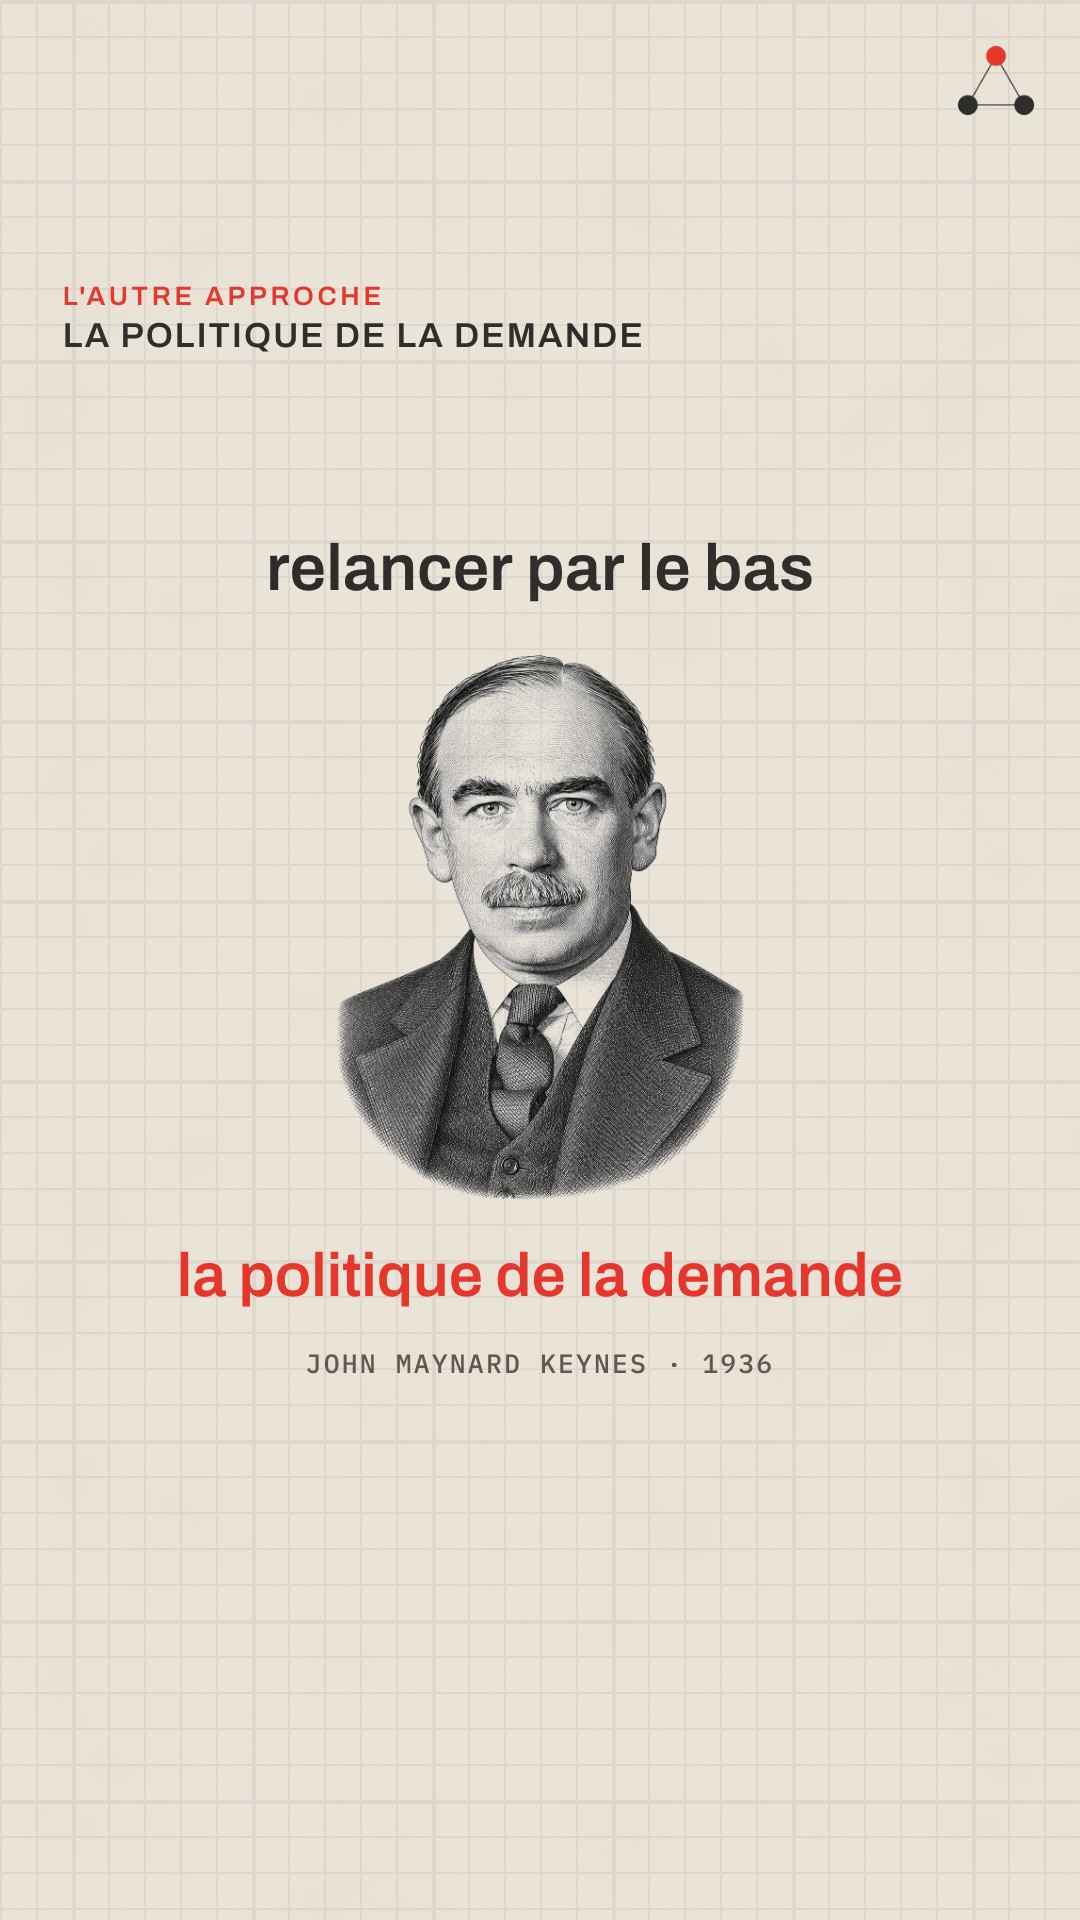 L'AUTRE APPROCHE
LA POLITIQUE DE LA DEMANDE
relancer par le bas
la politique de la demande
JOHN MAYNARD KEYNES · 1936